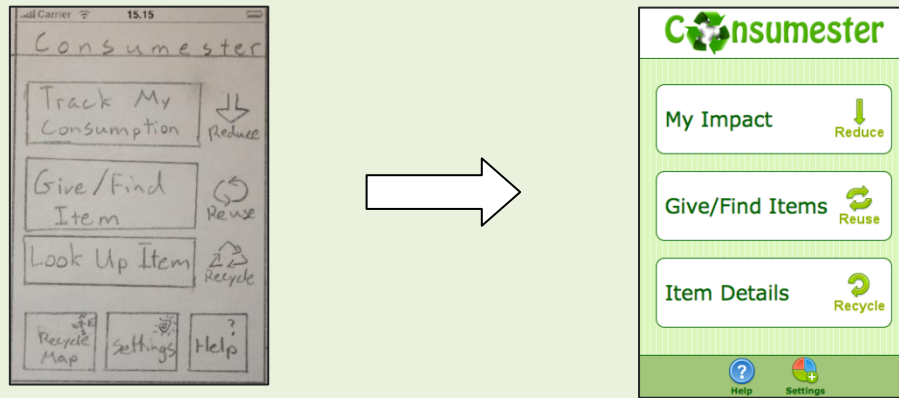 Carrier 15.15
Consumester
Track My
Consumption
Reduce
Give/Find
Item
Reuse
Look Up Item
Recycle
Recycle
Map
Settings
Help
?
Consumester
My Impact
Reduce
Give/Find Items
Reuse
Item Details
Recycle
?
Help
Settings